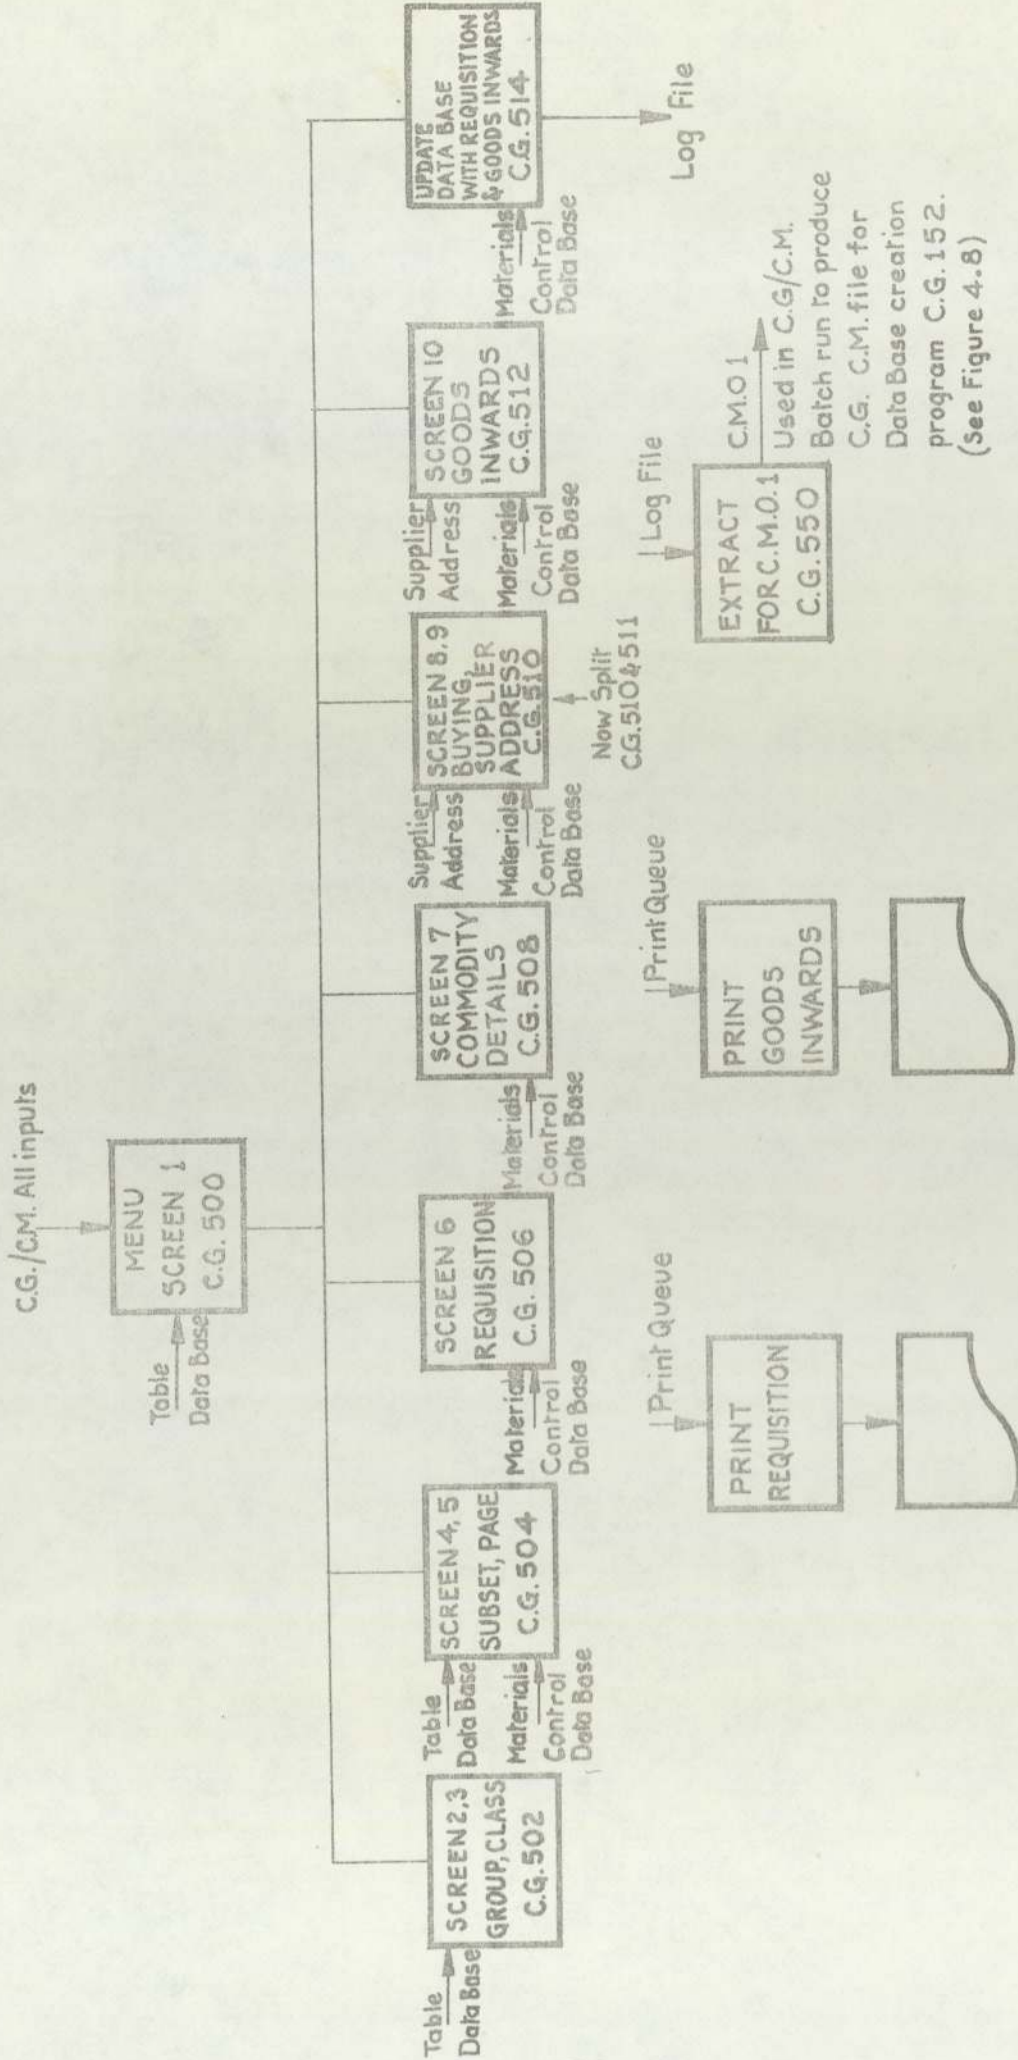 C.G./C.M. All inputs
MENU
SCREEN 1
C.G. 500
Table
Data Base
Table
Data Base
SCREEN 2,3
GROUP, CLASS
C.G. 502
Table
Data Base
Materials
Control
Data Base
SCREEN 4, 5
SUBSET, PAGE
C.G. 504
Materials
Control
Data Base
SCREEN 6
REQUISITION
C.G. 506
Materials
Control
Data Base
SCREEN 7
COMMODITY
DETAILS
C.G. 508
Supplier
Address
Materials
Control
Data Base
SCREEN 8, 9
BUYING,
SUPPLIER
ADDRESS
C.G. 510
Now Split
C.G. 510 & 511
Supplier
Address
Materials
Control
Data Base
SCREEN 10
GOODS
INWARDS
C.G. 512
Materials
Control
Data Base
UPDATE
DATA BASE
WITH REQUISITION
& GOODS INWARDS
C.G. 514
Log File
Print Queue
PRINT
REQUISITION
Print Queue
PRINT
GOODS
INWARDS
Log File
EXTRACT
FOR C.M.O.1
C.G. 550
C.M.O 1
Used in C.G/C.M.
Batch run to produce
C.G. C.M. file for
Data Base creation
program C.G. 152.
(See Figure 4.8)